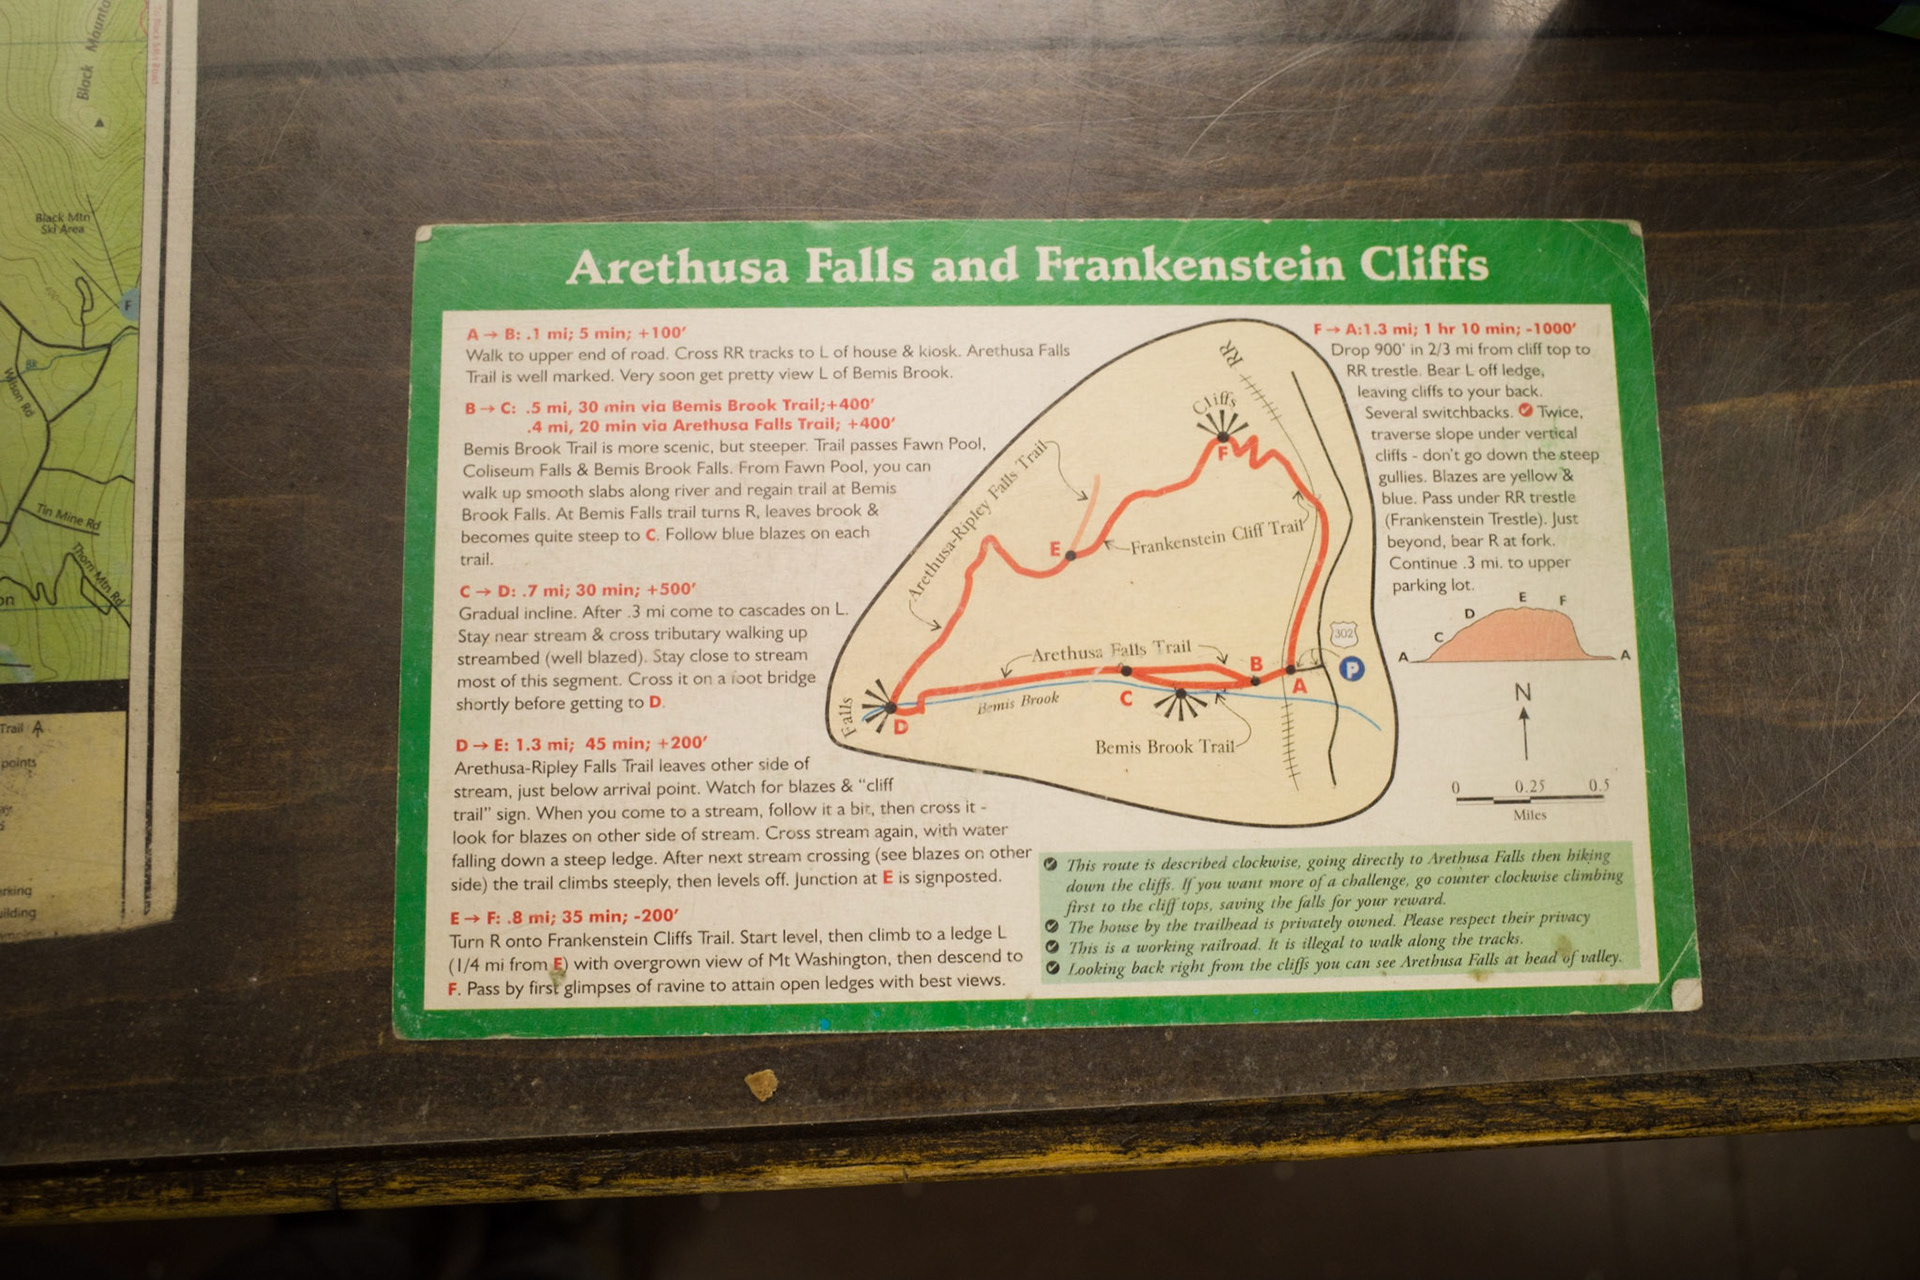 Arethusa Falls and Frankenstein Cliffs
A → B: .1 mi; 5 min; +100'
Walk to upper end of road. Cross RR tracks to L of house & kiosk. Arethusa Falls
Trail is well marked. Very soon get pretty view L of Bemis Brook.
B → C: .5 mi, 30 min via Bemis Brook Trail;+400'
.4 mi, 20 min via Arethusa Falls Trail; +400'
Bemis Brook Trail is more scenic, but steeper. Trail passes Fawn Pool,
Coliseum Falls & Bemis Brook Falls. From Fawn Pool, you can
walk up smooth slabs along river and regain trail at Bemis
Brook Falls. At Bemis Falls trail turns R, leaves brook &
becomes quite steep to C. Follow blue blazes on each
trail.
C → D: .7 mi; 30 min; +500'
Gradual incline. After .3 mi come to cascades on L.
Stay near stream & cross tributary walking up
streambed (well blazed). Stay close to stream
most of this segment. Cross it on a foot bridge
shortly before getting to D.
D → E: 1.3 mi; 45 min; +200'
Arethusa-Ripley Falls Trail leaves other side of
stream, just below arrival point. Watch for blazes & "cliff
trail" sign. When you come to a stream, follow it a bit, then cross it -
look for blazes on other side of stream. Cross stream again, with water
falling down a steep ledge. After next stream crossing (see blazes on other
side) the trail climbs steeply, then levels off. Junction at E is signposted.
E → F: .8 mi; 35 min; -200'
Turn R onto Frankenstein Cliffs Trail. Start level, then climb to a ledge L
(1/4 mi from E) with overgrown view of Mt Washington, then descend to
F. Pass by first glimpses of ravine to attain open ledges with best views.
F → A:1.3 mi; 1 hr 10 min; -1000'
Drop 900' in 2/3 mi from cliff top to
RR trestle. Bear L off ledge,
leaving cliffs to your back.
Several switchbacks. Twice,
traverse slope under vertical
cliffs - don't go down the steep
gullies. Blazes are yellow &
blue. Pass under RR trestle
(Frankenstein Trestle). Just
beyond, bear R at fork.
Continue .3 mi. to upper
parking lot.
RR
Cliffs
F
Arethusa-Ripley Falls Trail
E
Frankenstein Cliff Trail
302
P
Arethusa Falls Trail
B
A
C
Bemis Brook
Falls
D
Bemis Brook Trail
A
C
D
E
F
A
N
0 0.25 0.5
Miles
This route is described clockwise, going directly to Arethusa Falls then hiking
down the cliffs. If you want more of a challenge, go counter clockwise climbing
first to the cliff tops, saving the falls for your reward.
The house by the trailhead is privately owned. Please respect their privacy
This is a working railroad. It is illegal to walk along the tracks.
Looking back right from the cliffs you can see Arethusa Falls at head of valley.
Black
Black Mtn
Ski Area
F
Wilson Rd
Tin Mine Rd
Thorn Mtn Rd
Trail
points